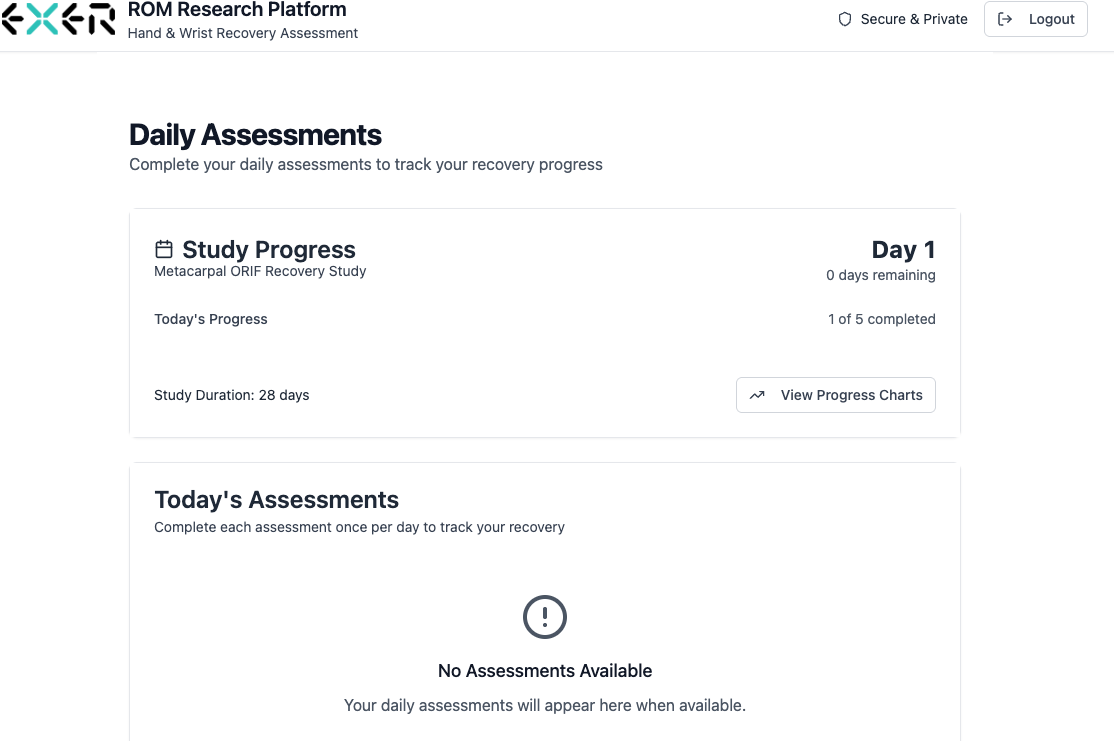 EXER
ROM Research Platform
Hand & Wrist Recovery Assessment
Secure & Private
Logout
Daily Assessments
Complete your daily assessments to track your recovery progress
Study Progress
Metacarpal ORIF Recovery Study
Day 1
0 days remaining
Today's Progress
1 of 5 completed
Study Duration: 28 days
View Progress Charts
Today's Assessments
Complete each assessment once per day to track your recovery
No Assessments Available
Your daily assessments will appear here when available.